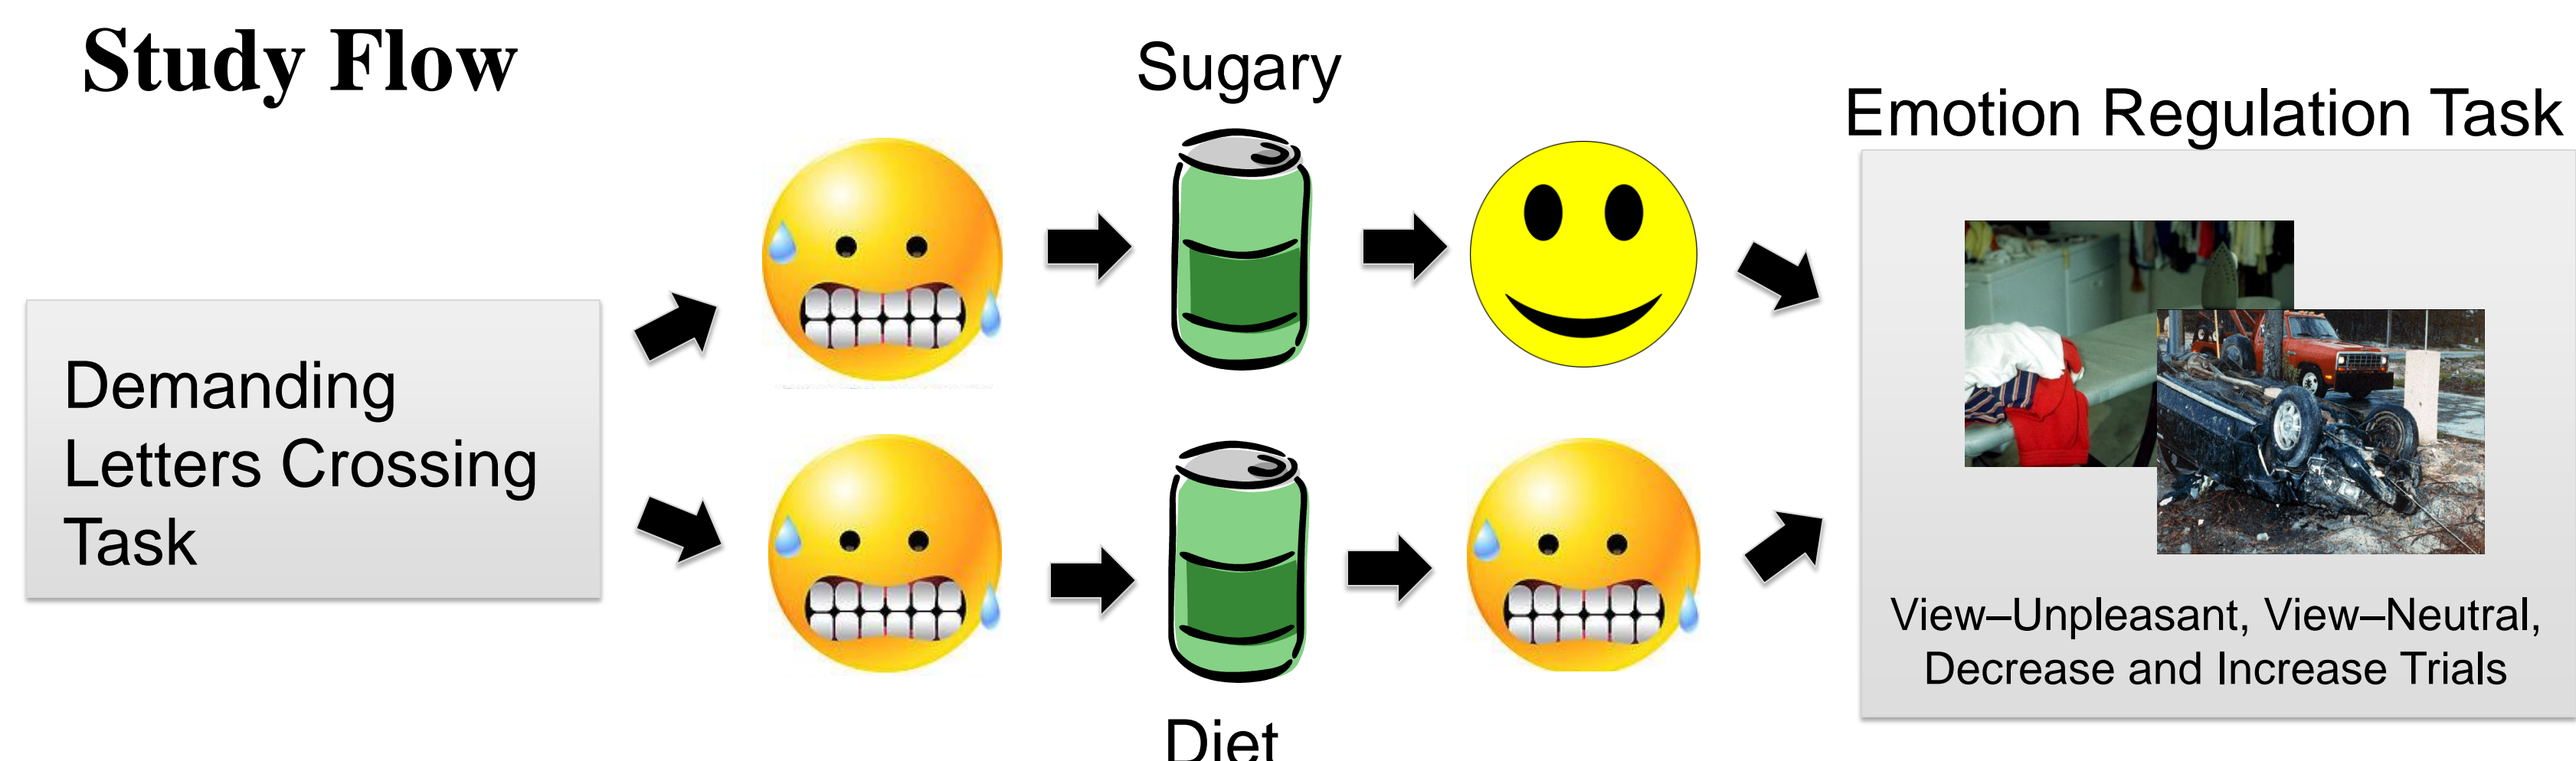 Study Flow
Sugary
Emotion Regulation Task
Demanding
Letters Crossing
Task
View–Unpleasant, View–Neutral,
Decrease and Increase Trials
Diet